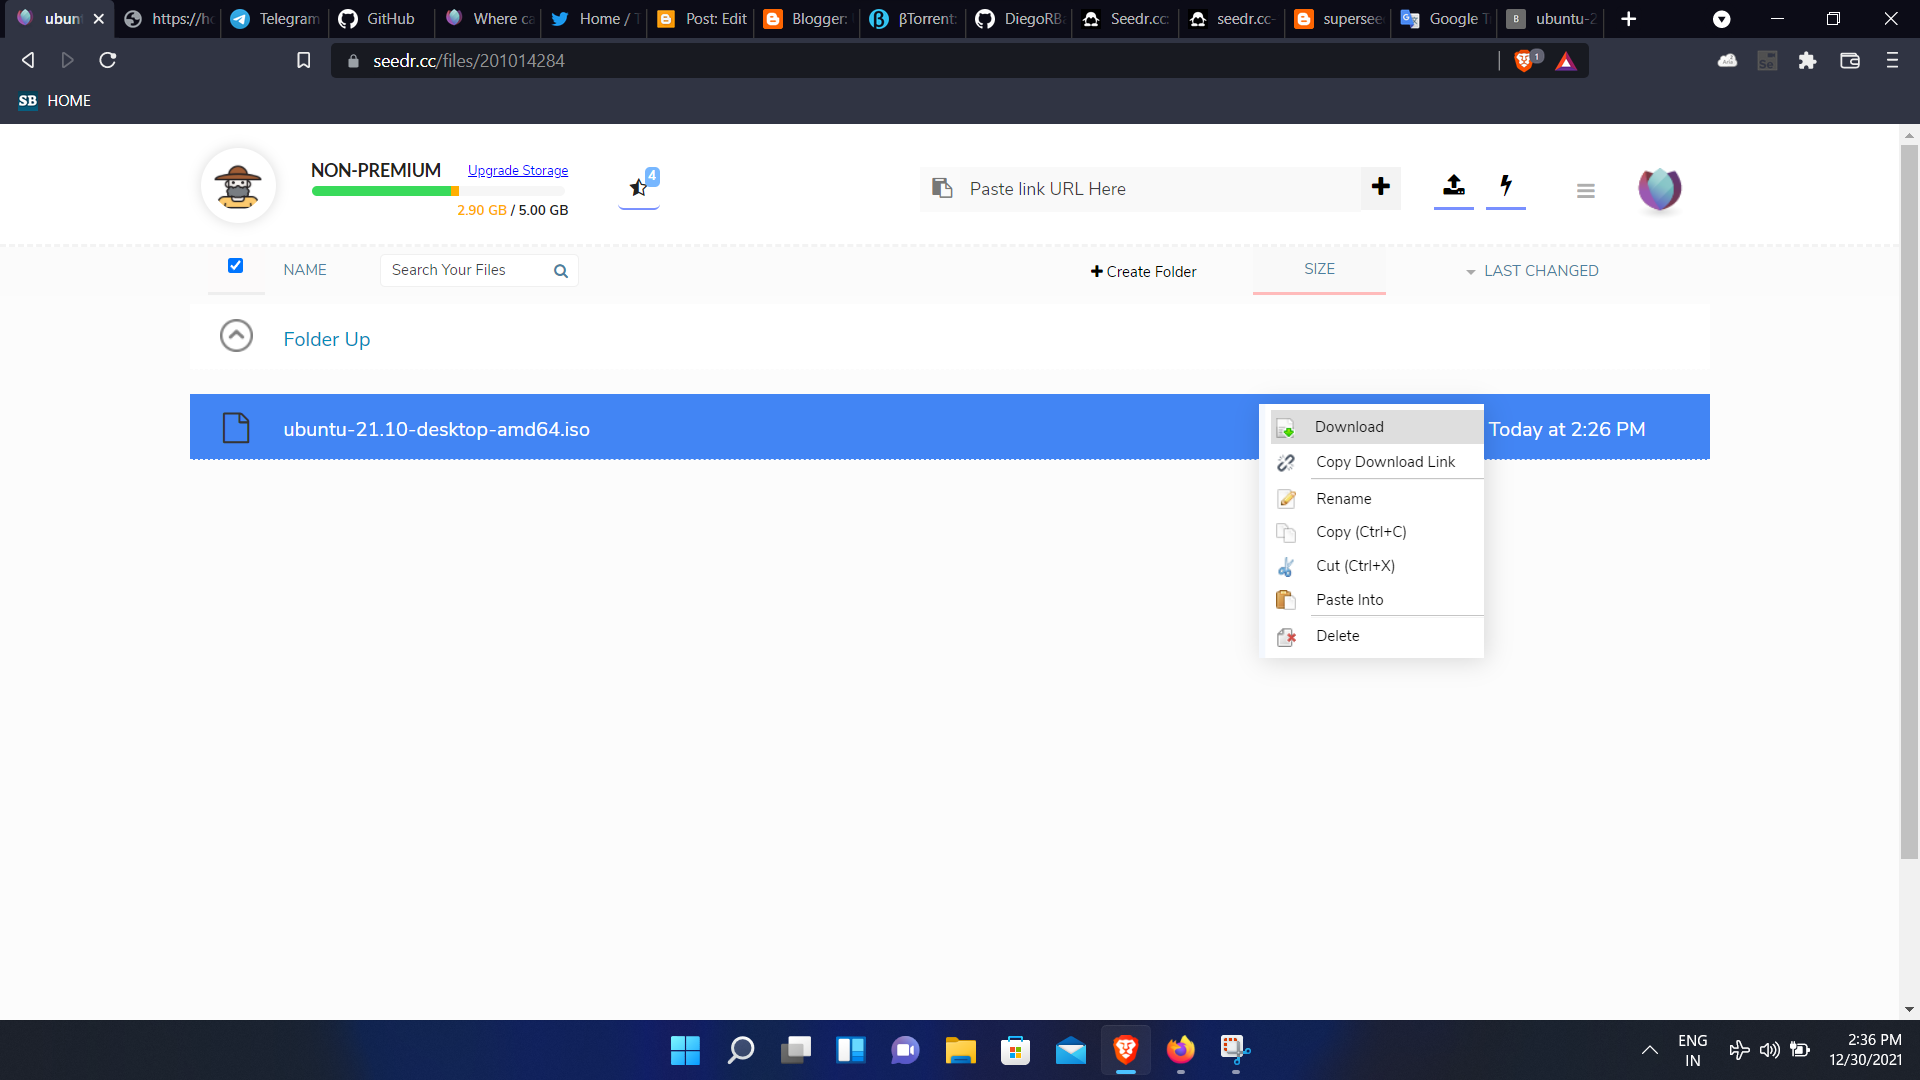 ubun
https://ho
Telegram
GitHub
Where ca
Home / T
Post: Edit
Blogger:
βTorrent:
DiegoRBa
Seedr.cc:
seedr.cc-
superseed
Google T
B
ubuntu-2
seedr.cc/files/201014284
1
Se
SB HOME
NON-PREMIUM
Upgrade Storage
2.90 GB / 5.00 GB
4
Paste link URL Here
NAME
Search Your Files
Create Folder
SIZE
LAST CHANGED
Folder Up
ubuntu-21.10-desktop-amd64.iso
Today at 2:26 PM
Download
Copy Download Link
Rename
Copy (Ctrl+C)
Cut (Ctrl+X)
Paste Into
Delete
ENG
IN
2:36 PM
12/30/2021